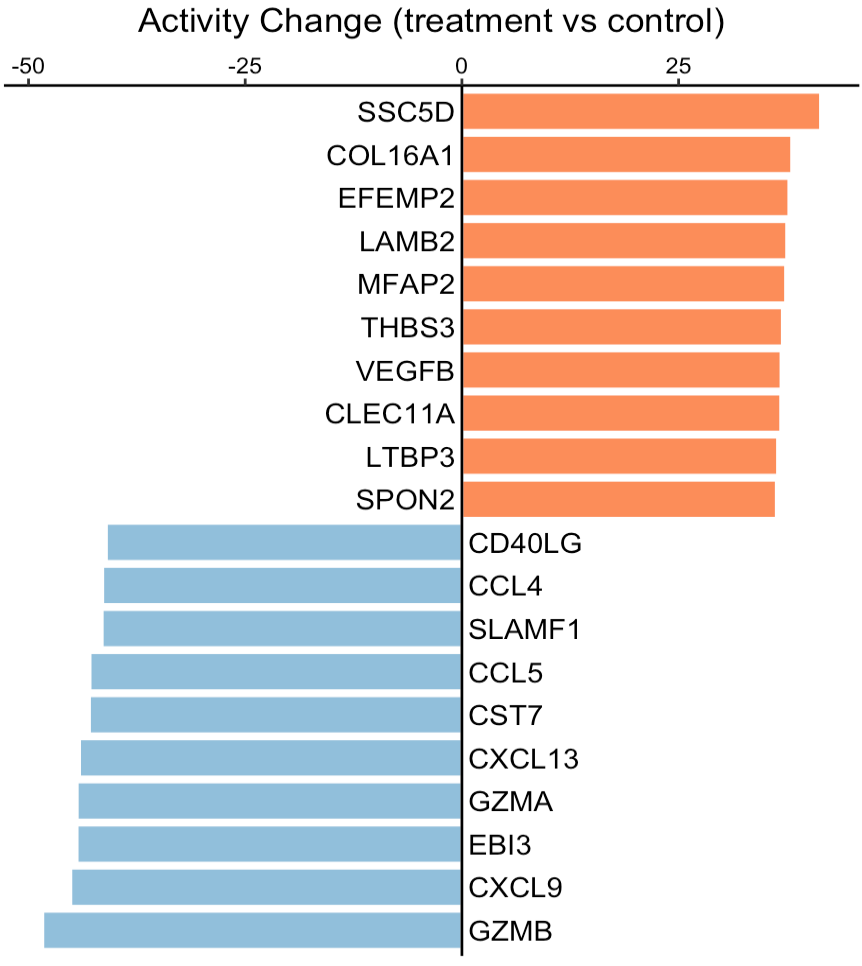 Activity Change (treatment vs control)
-50 -25 0 25
SSC5D
COL16A1
EFEMP2
LAMB2
MFAP2
THBS3
VEGFB
CLEC11A
LTBP3
SPON2
CD40LG
CCL4
SLAMF1
CCL5
CST7
CXCL13
GZMA
EBI3
CXCL9
GZMB